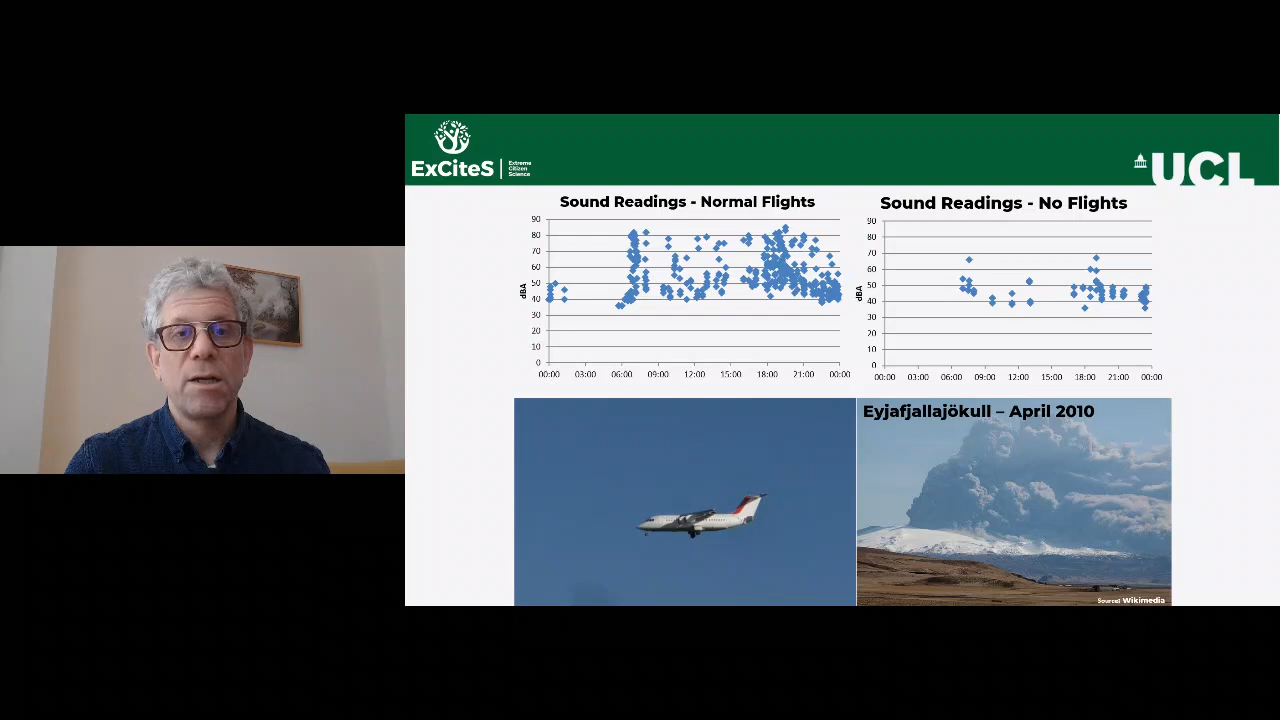 ExCiteS
Extreme
Citizen
Science
UCL
Sound Readings - Normal Flights
90
80
70
60
50
40
30
20
10
0
dBA
00:00 03:00 06:00 09:00 12:00 15:00 18:00 21:00 00:00
Sound Readings - No Flights
90
80
70
60
50
40
30
20
10
0
dBA
00:00 03:00 06:00 09:00 12:00 15:00 18:00 21:00 00:00
Eyjafjallajökull – April 2010
Source: Wikimedia